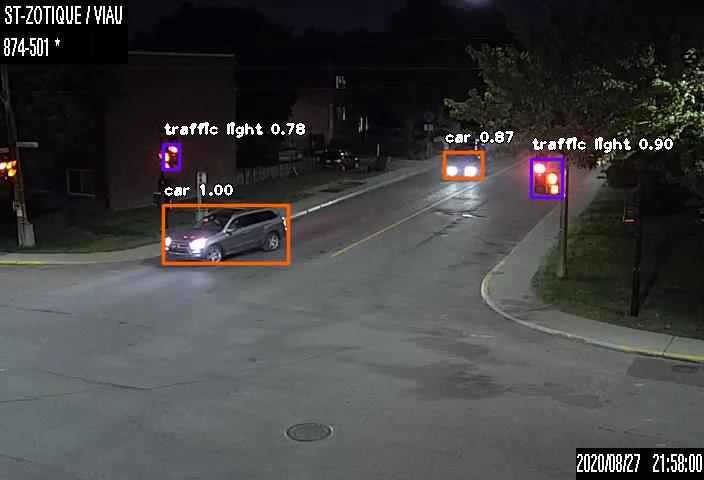 ST-ZOTIQUE / VIAU
874-501 *
traffic light 0.78
car 0.87
traffic light 0.90
car 1.00
2020/08/27 21:58:00